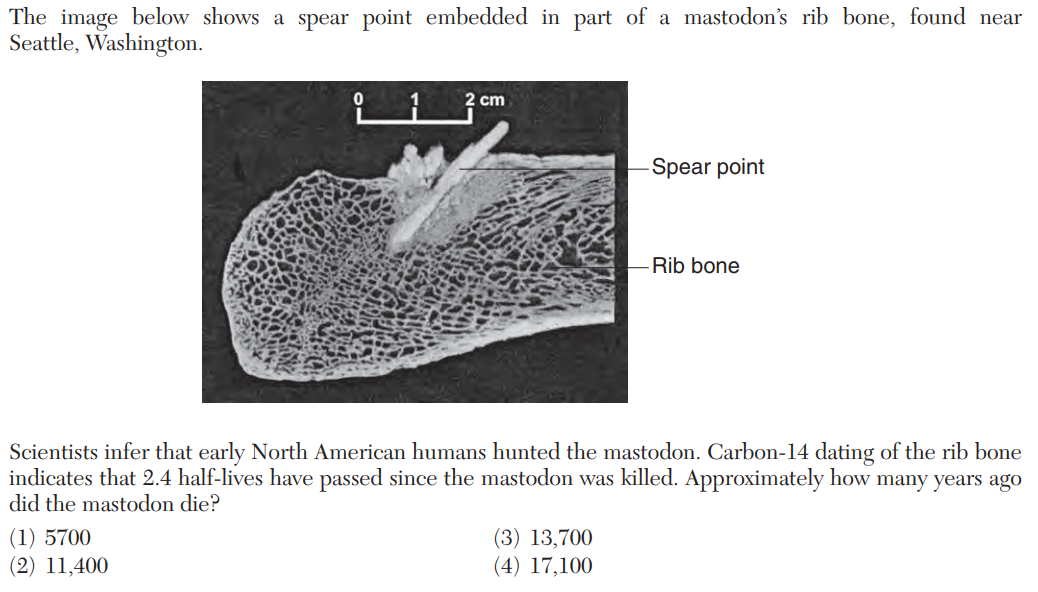 The image below shows a spear point embedded in part of a mastodon’s rib bone, found near
Seattle, Washington.
0 1 2 cm
Spear point
Rib bone
Scientists infer that early North American humans hunted the mastodon. Carbon-14 dating of the rib bone
indicates that 2.4 half-lives have passed since the mastodon was killed. Approximately how many years ago
did the mastodon die?
(1) 5700 (3) 13,700
(2) 11,400 (4) 17,100